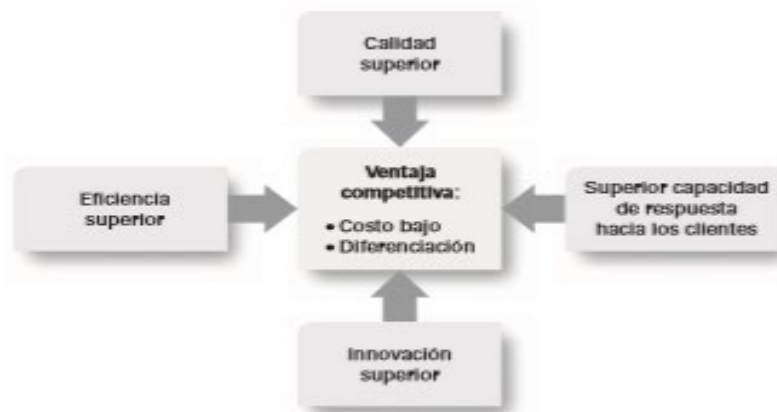 Calidad
superior
Eficiencia
superior
Ventaja
competitiva:
• Costo bajo
• Diferenciación
Superior capacidad
de respuesta
hacia los clientes
Innovación
superior